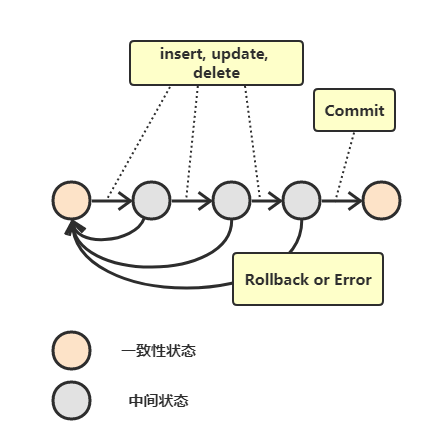 insert, update,
delete
Commit
Rollback or Error
一致性状态
中间状态